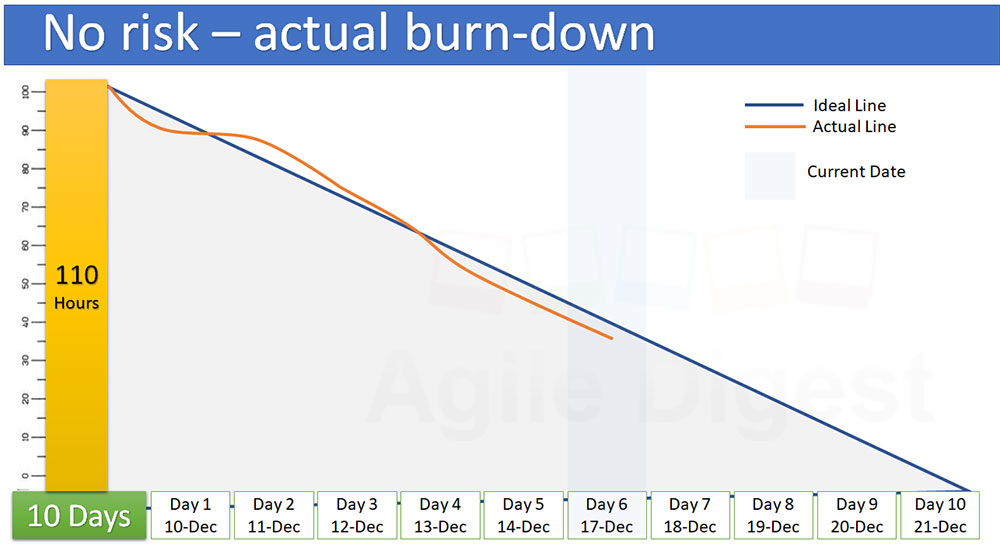 No risk – actual burn-down
100
90
80
70
60
50
40
30
20
10
0
110
Hours
Ideal Line
Actual Line
Current Date
Agile Digest
10 Days
Day 1
10-Dec
Day 2
11-Dec
Day 3
12-Dec
Day 4
13-Dec
Day 5
14-Dec
Day 6
17-Dec
Day 7
18-Dec
Day 8
19-Dec
Day 9
20-Dec
Day 10
21-Dec